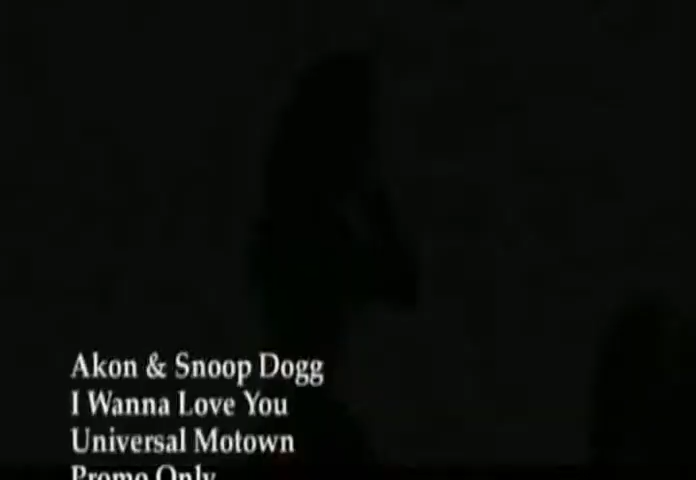 Akon & Snoop Dogg
I Wanna Love You
Universal Motown
Promo Only